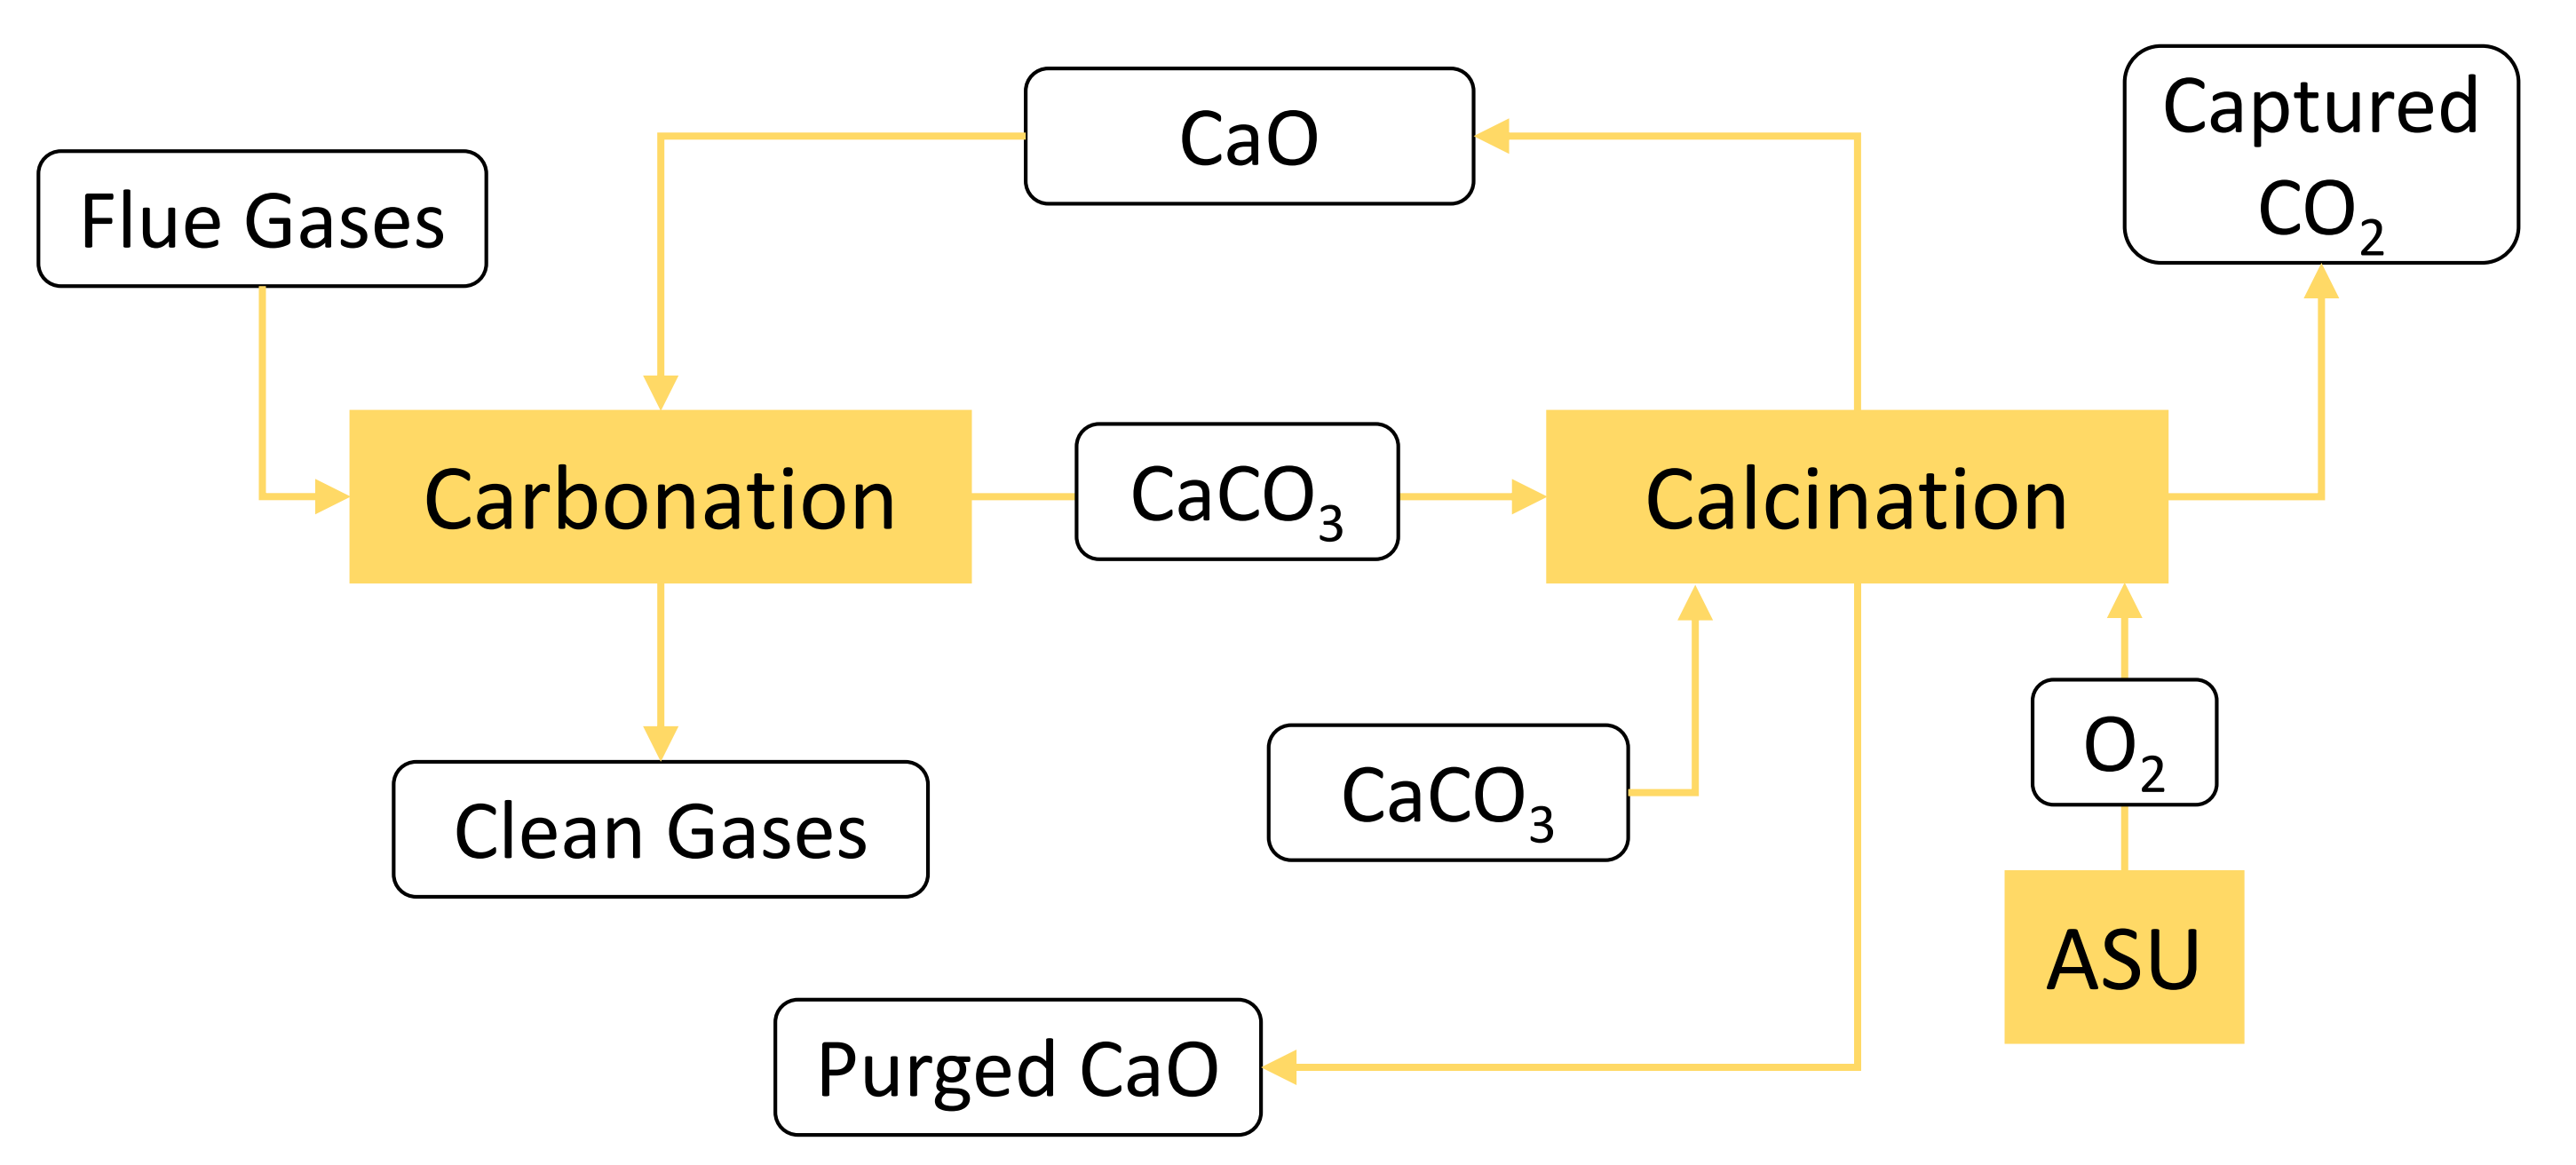 CaO
Captured
CO₂
Flue Gases
Carbonation
CaCO₃
Calcination
O₂
CaCO₃
Clean Gases
ASU
Purged CaO